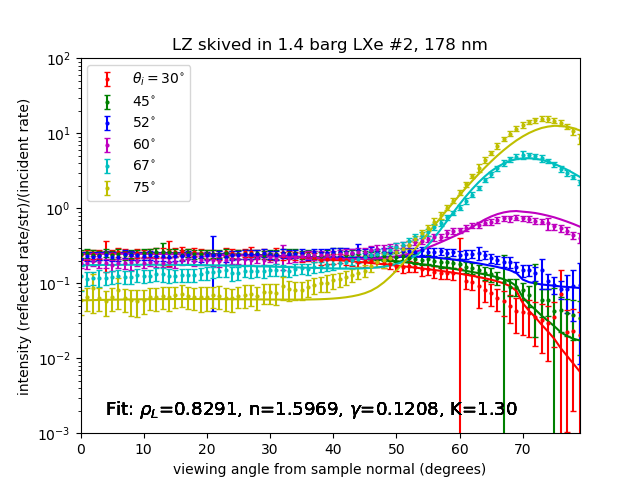 LZ skived in 1.4 barg LXe #2, 178 nm
intensity (reflected rate/str)/(incident rate)
10²
10¹
10⁰
10⁻¹
10⁻²
10⁻³
θᵢ = 30°
45°
52°
60°
67°
75°
Fit: ρ_L=0.8291, n=1.5969, γ=0.1208, K=1.30
0 10 20 30 40 50 60 70
viewing angle from sample normal (degrees)